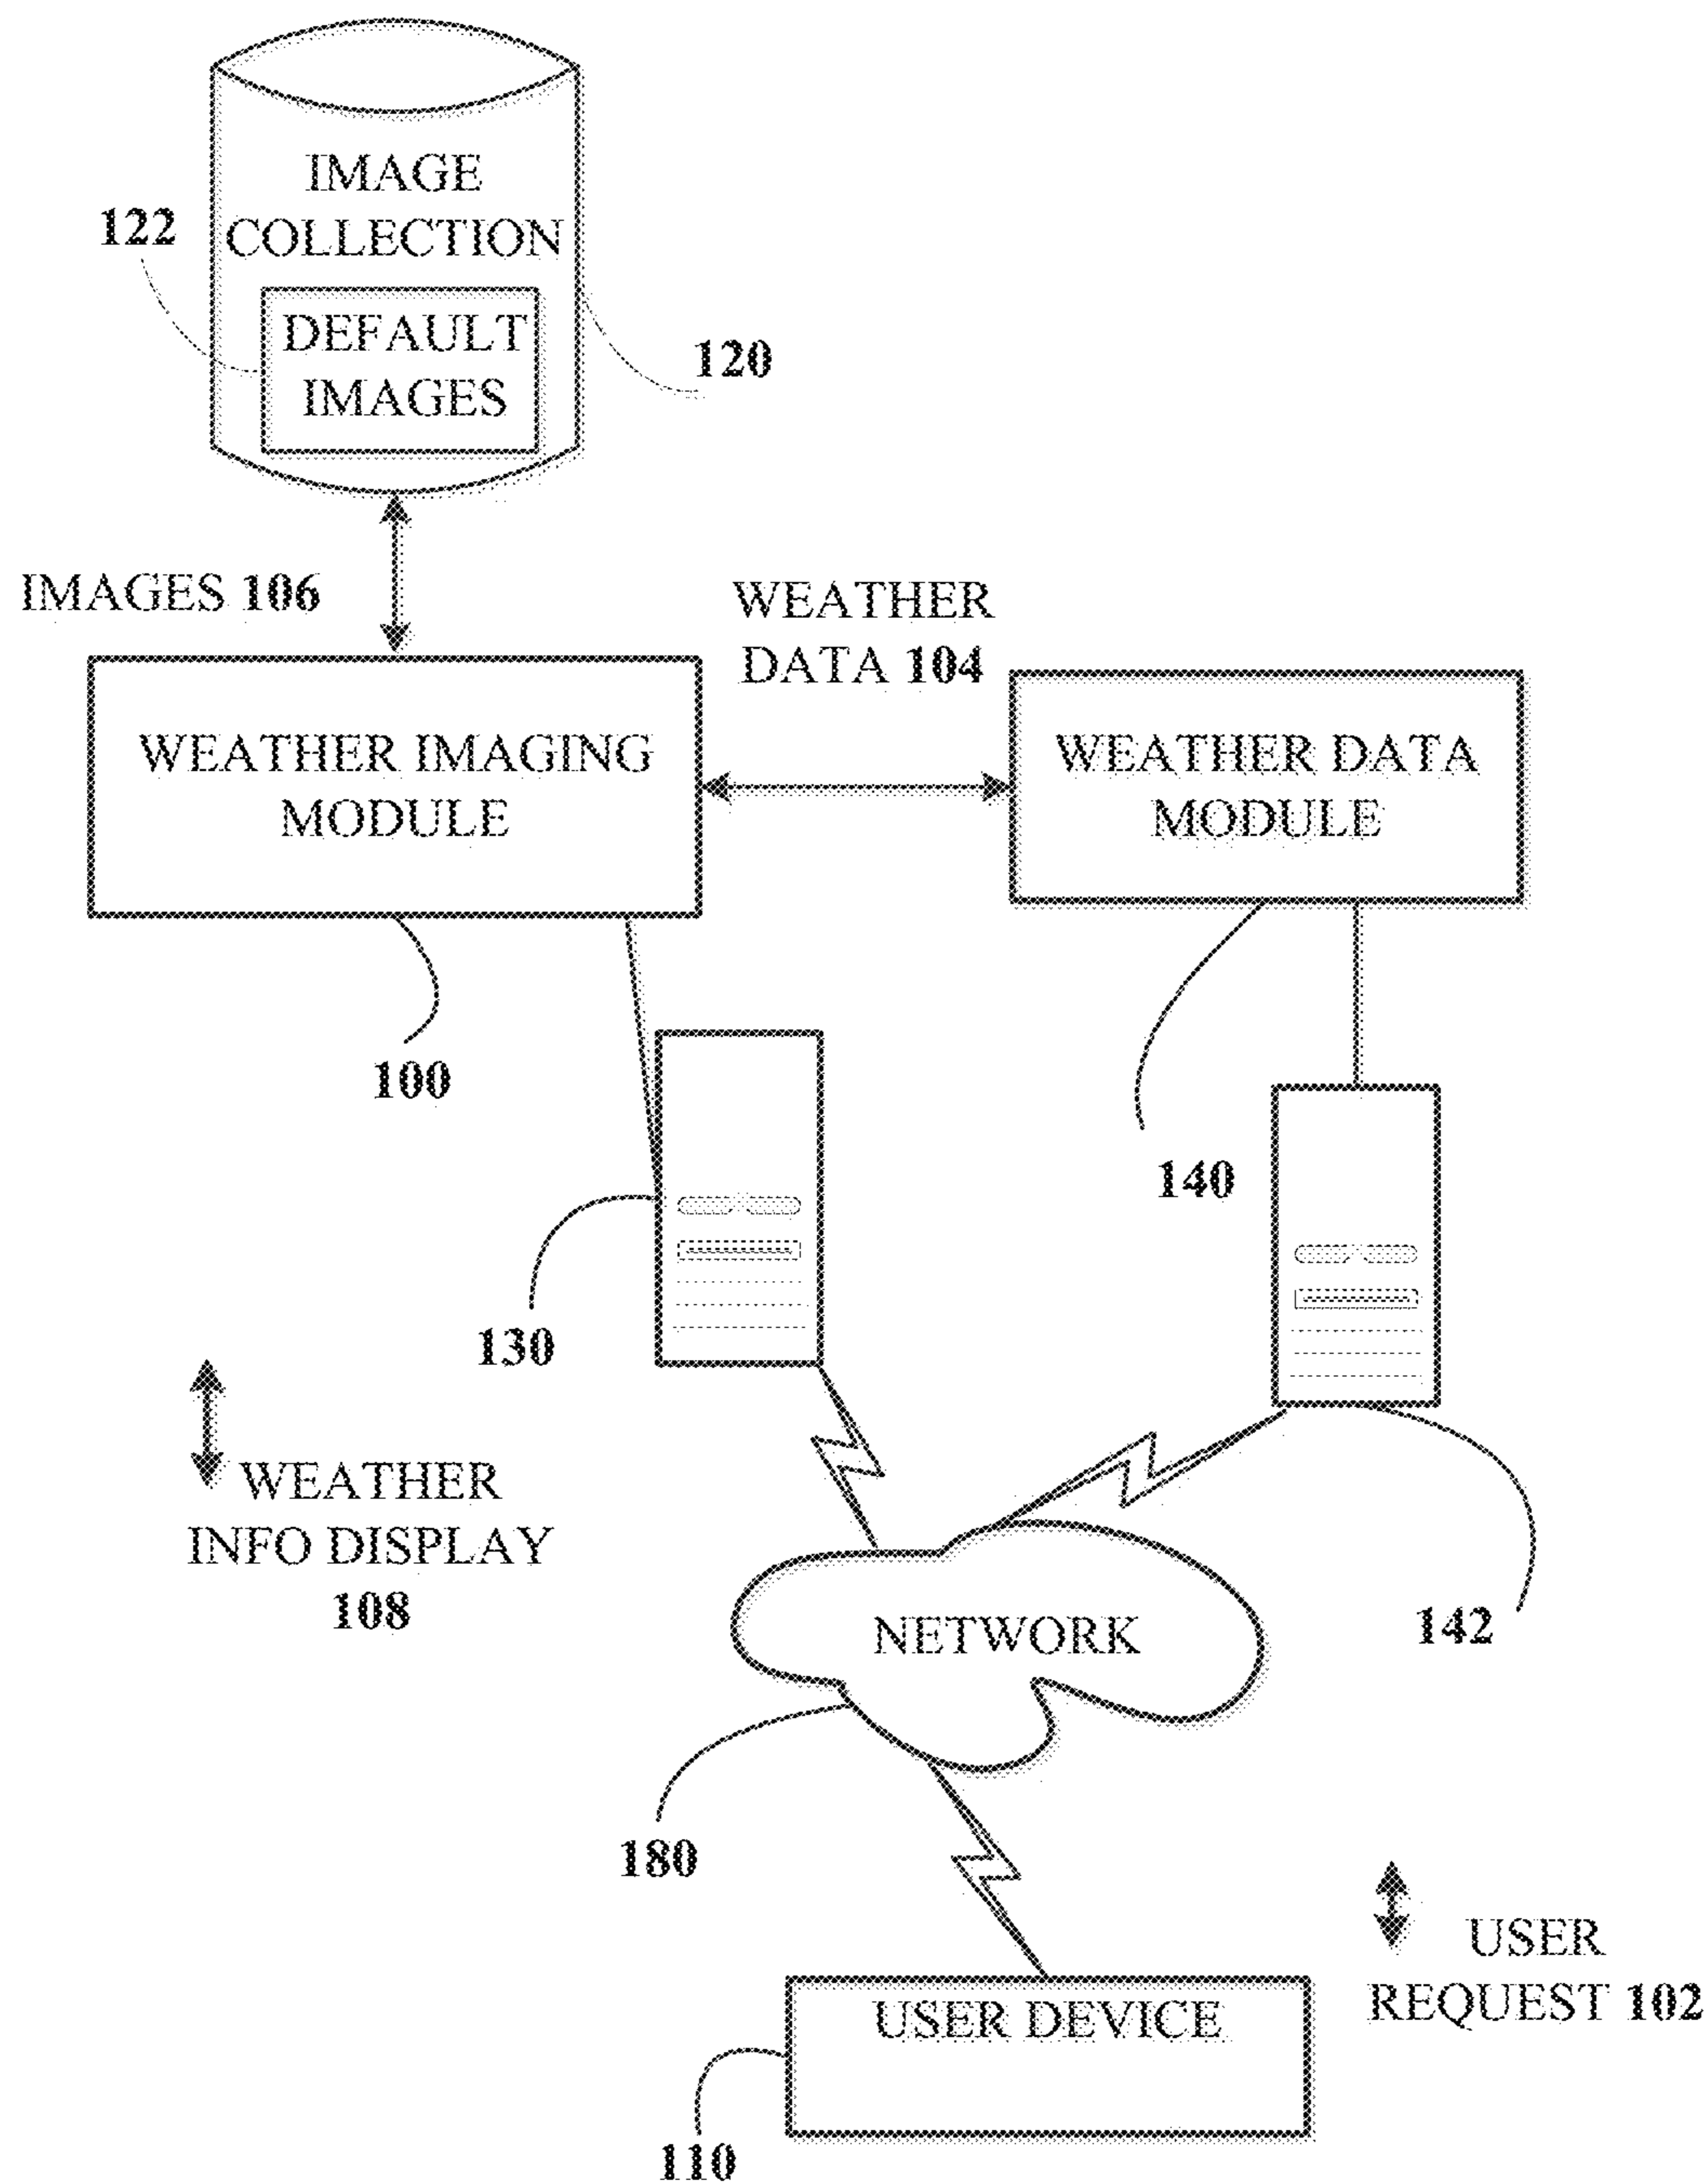 IMAGE
COLLECTION
122
DEFAULT
IMAGES
120
IMAGES 106
WEATHER
DATA 104
WEATHER IMAGING
MODULE
WEATHER DATA
MODULE
100
140
130
WEATHER
INFO DISPLAY
108
NETWORK
142
180
USER
REQUEST 102
USER DEVICE
110